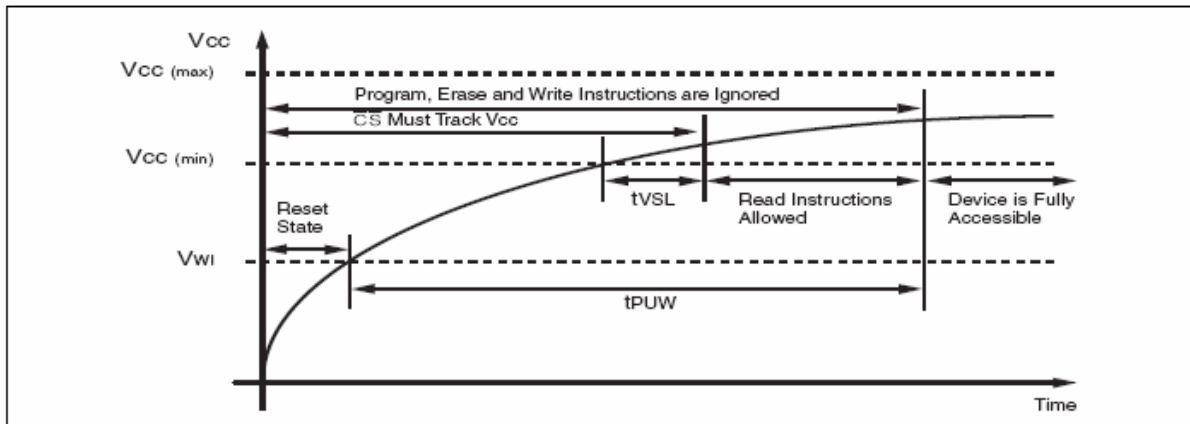 Vcc
Vcc (max)
Program, Erase and Write Instructions are Ignored
CS Must Track Vcc
Vcc (min)
tVSL
Read Instructions
Allowed
Device is Fully
Accessible
Reset
State
VWI
tPUW
Time